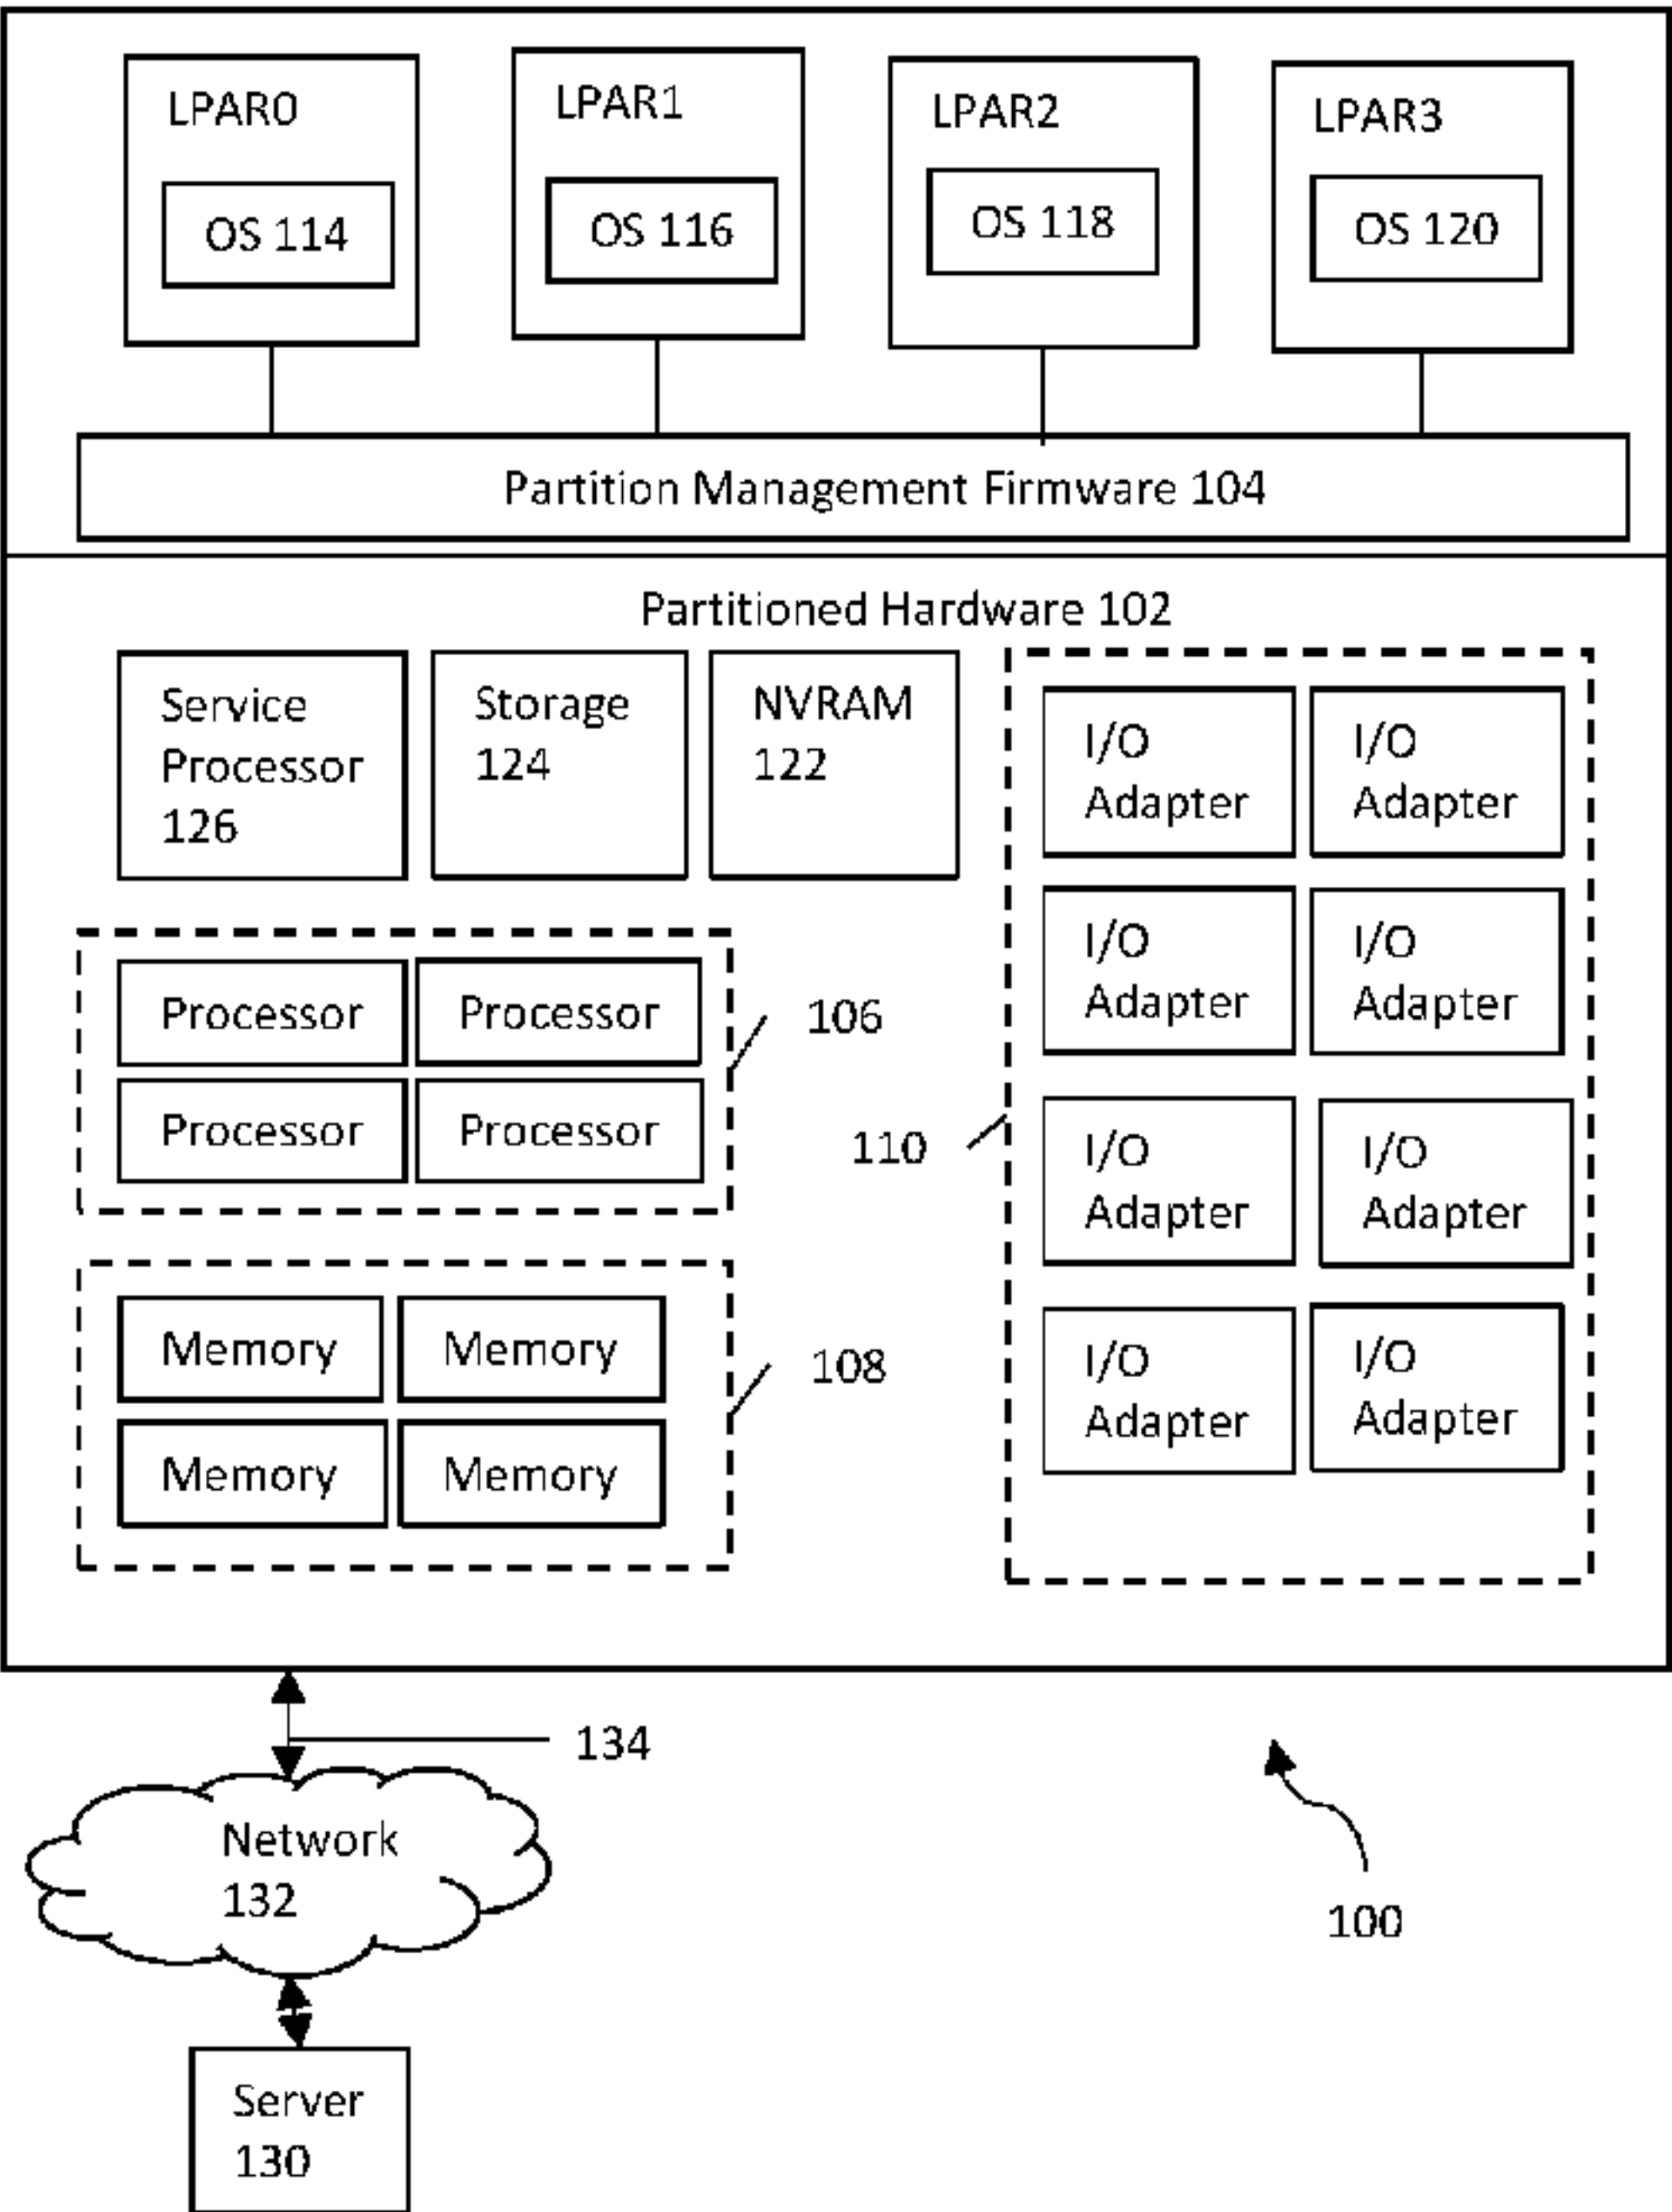 LPAR0
LPAR1
LPAR2
LPAR3
OS 114
OS 116
OS 118
OS 120
Partition Management Firmware 104
Partitioned Hardware 102
Service
Processor
126
Storage
124
NVRAM
122
I/O
Adapter
I/O
Adapter
I/O
Adapter
I/O
Adapter
I/O
Adapter
I/O
Adapter
I/O
Adapter
I/O
Adapter
110
Processor
Processor
Processor
Processor
106
Memory
Memory
Memory
Memory
108
134
Network
132
100
Server
130